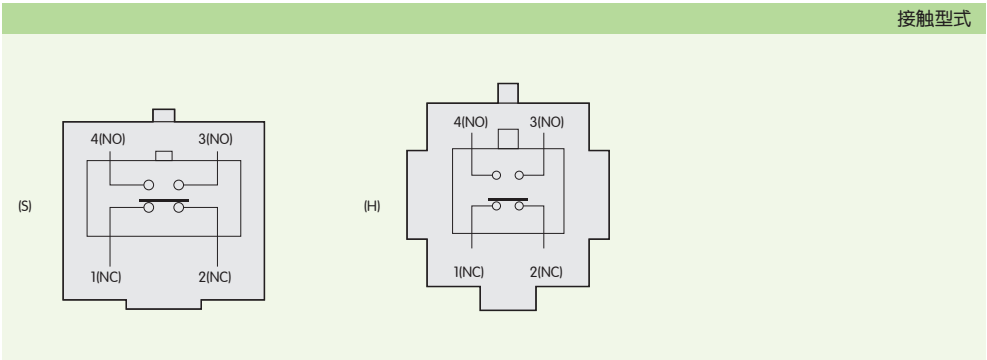 接触型式
4(NO) 3(NO)
(S)
1(NC) 2(NC)
4(NO) 3(NO)
(H)
1(NC) 2(NC)